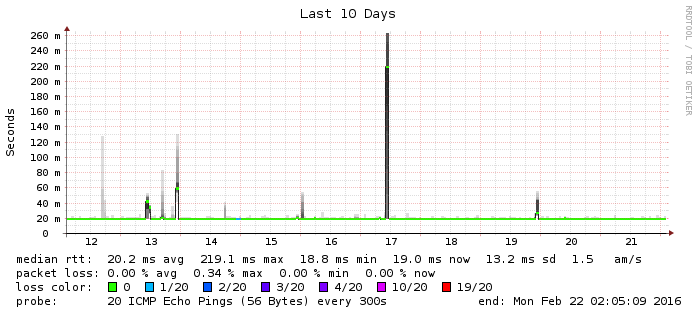 Last 10 Days
RRDTOOL / TOBI OETIKER
Seconds
260 m
240 m
220 m
200 m
180 m
160 m
140 m
120 m
100 m
80 m
60 m
40 m
20 m
0
12 13 14 15 16 17 18 19 20 21
median rtt: 20.2 ms avg 219.1 ms max 18.8 ms min 19.0 ms now 13.2 ms sd 1.5 am/s
packet loss: 0.00 % avg 0.34 % max 0.00 % min 0.00 % now
loss color: 0 1/20 2/20 3/20 4/20 10/20 19/20
probe: 20 ICMP Echo Pings (56 Bytes) every 300s end: Mon Feb 22 02:05:09 2016